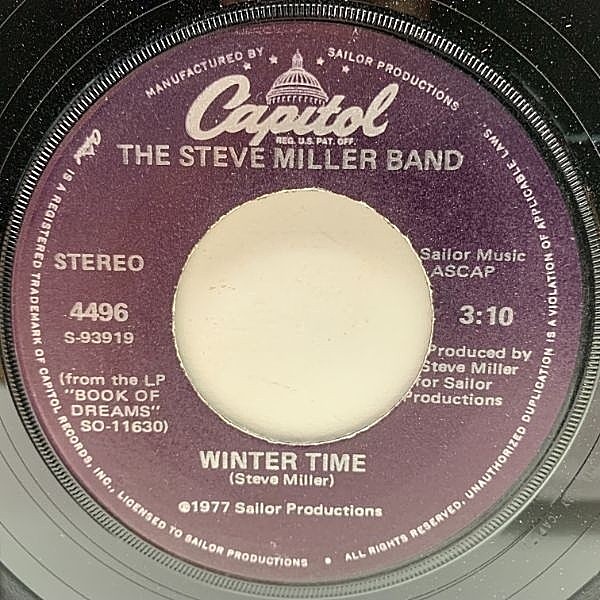 MANUFACTURED BY SAILOR PRODUCTIONS
Capitol
REG. U.S. PAT. OFF.
THE STEVE MILLER BAND
STEREO
4496
S-93919
(from the LP
"BOOK OF
DREAMS"
SO-11630)
Sailor Music
ASCAP
3:10
Produced by
Steve Miller
for Sailor
Productions
WINTER TIME
(Steve Miller)
℗1977 Sailor Productions
Capitol IS A REGISTERED TRADEMARK OF CAPITOL RECORDS, INC., LICENSED TO SAILOR PRODUCTIONS • ALL RIGHTS RESERVED. UNAUTHORIZED DUPLICATION IS A VIOLATION OF APPLICABLE LAWS.